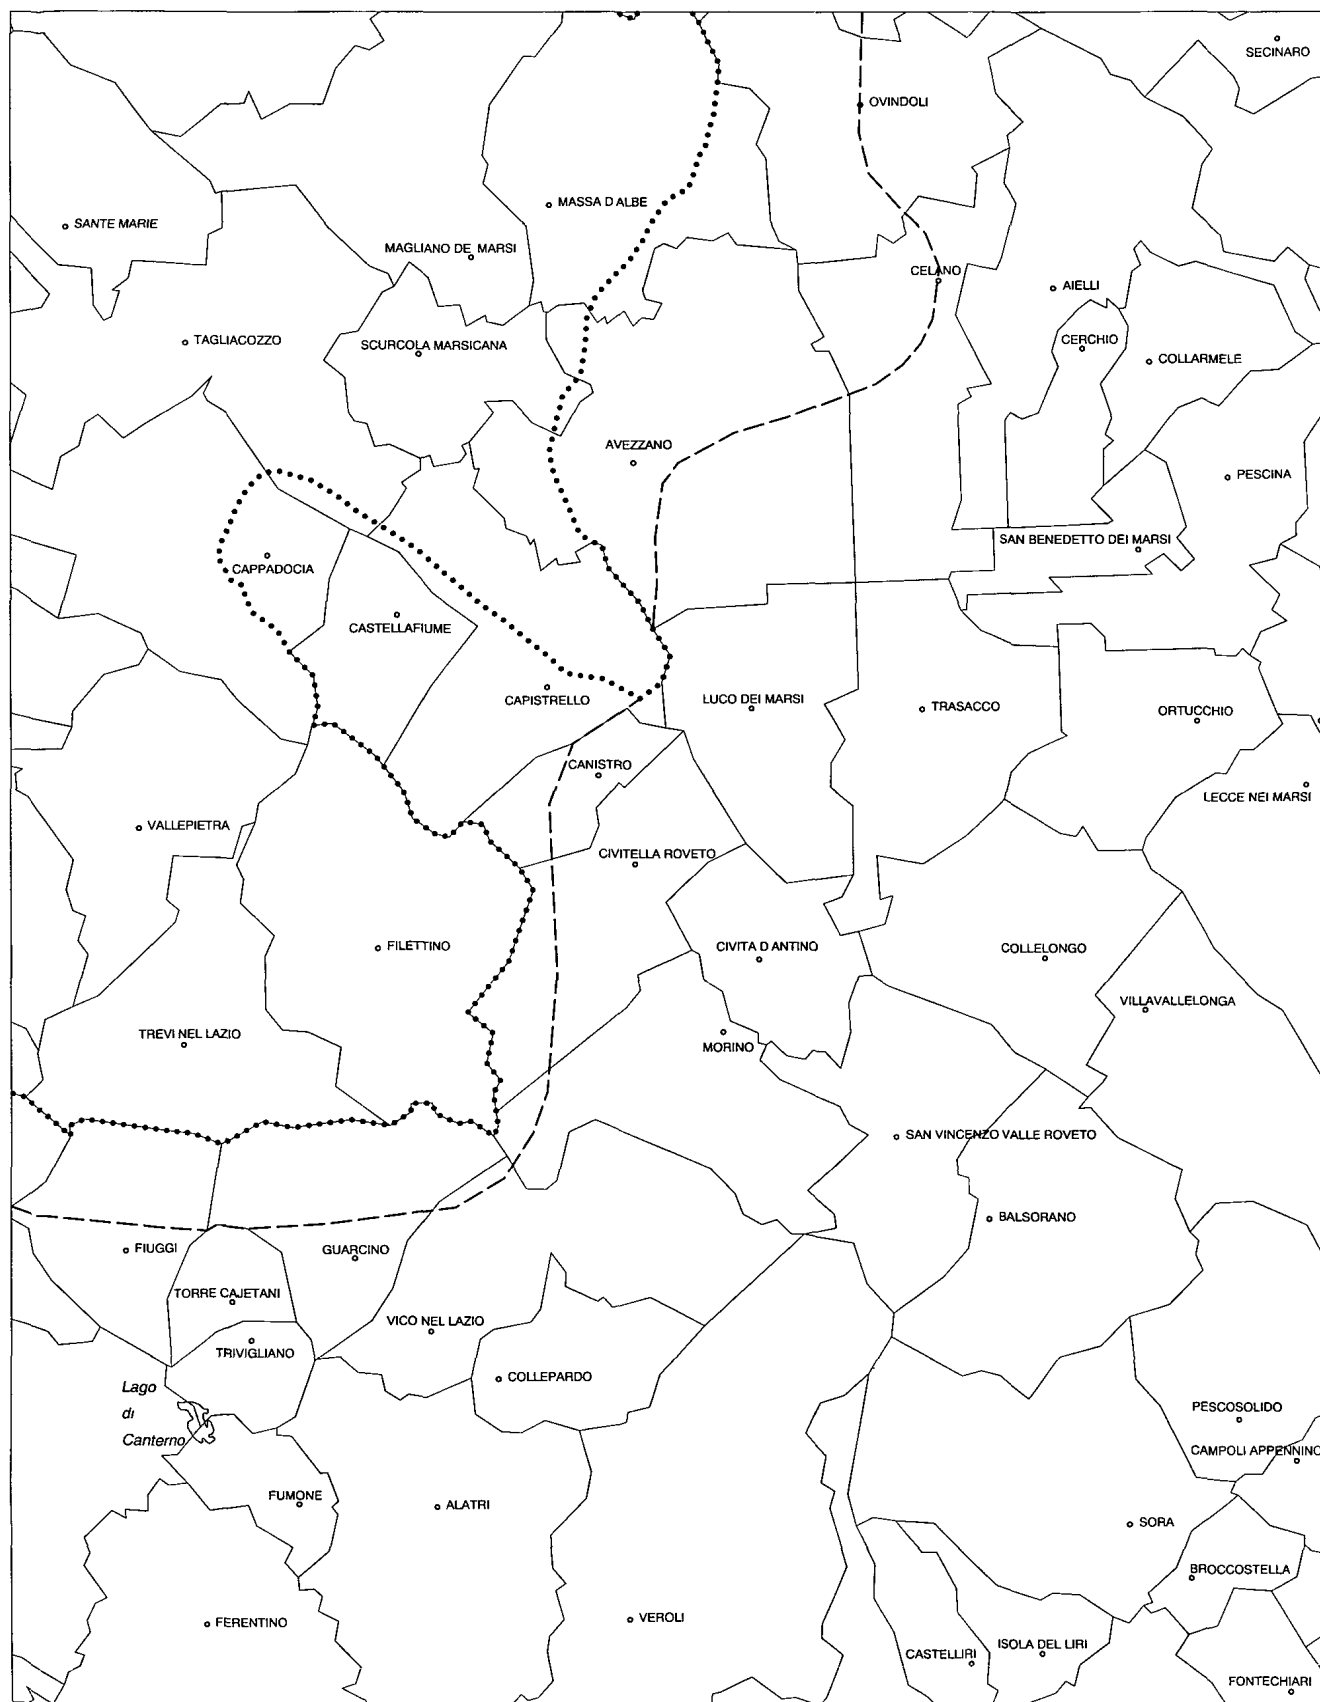 SECINARO
OVINDOLI
MASSA D'ALBE
SANTE MARIE
MAGLIANO DE' MARSI
CELANO
AIELLI
TAGLIACOZZO
SCURCOLA MARSICANA
CERCHIO
COLLARMELE
AVEZZANO
PESCINA
SAN BENEDETTO DEI MARSI
CAPPADOCIA
CASTELLAFIUME
CAPISTRELLO
LUCO DEI MARSI
TRASACCO
ORTUCCHIO
CANISTRO
LECCE NEI MARSI
VALLEPIETRA
CIVITELLA ROVETO
FILETTINO
CIVITA D'ANTINO
COLLELONGO
VILLAVALLELONGA
TREVI NEL LAZIO
MORINO
SAN VINCENZO VALLE ROVETO
BALSORANO
FIUGGI
GUARCINO
TORRE CAJETANI
VICO NEL LAZIO
TRIVIGLIANO
COLLEPARDO
Lago
di
Canterno
PESCOSOLIDO
CAMPOLI APPENNINO
FUMONE
ALATRI
SORA
BROCCOSTELLA
FERENTINO
VEROLI
CASTELLIRI
ISOLA DEL LIRI
FONTECHIARI